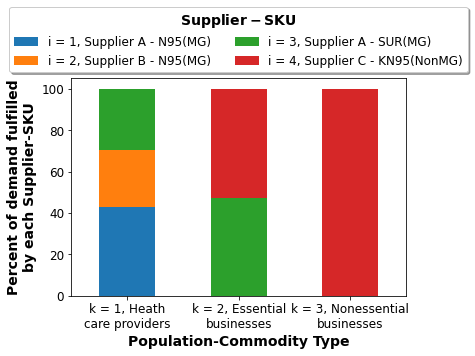 Supplier − SKU
i = 1, Supplier A - N95(MG)
i = 2, Supplier B - N95(MG)
i = 3, Supplier A - SUR(MG)
i = 4, Supplier C - KN95(NonMG)
Percent of demand fulfilled
by each Supplier-SKU
100
80
60
40
20
0
k = 1, Heath
care providers
k = 2, Essential
businesses
k = 3, Nonessential
businesses
Population-Commodity Type